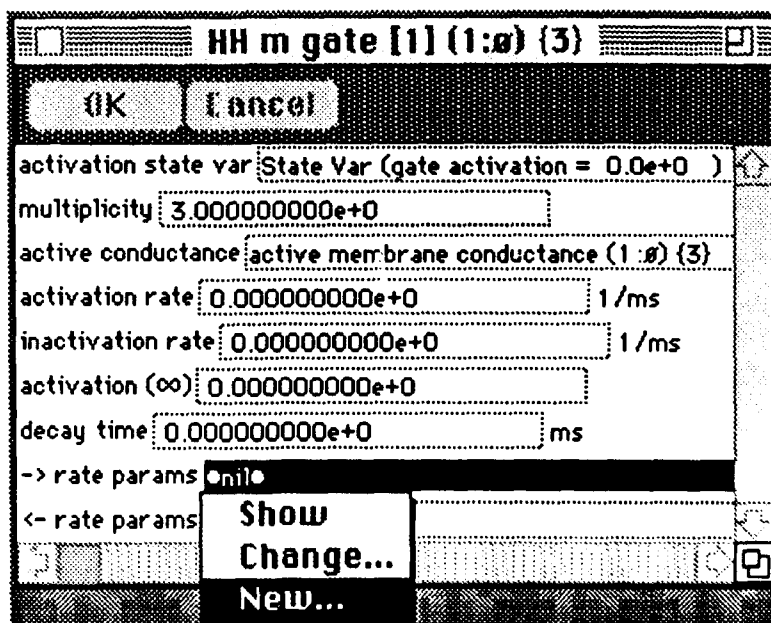 HH m gate [1] (1:ø) {3}
OK Cancel
activation state var State Var (gate activation = 0.0e+0 )
multiplicity 3.000000000e+0
active conductance active membrane conductance (1:ø) {3}
activation rate 0.000000000e+0 1/ms
inactivation rate 0.000000000e+0 1/ms
activation (∞) 0.000000000e+0
decay time 0.000000000e+0 ms
-> rate params •nil•
<- rate params
Show
Change...
New...